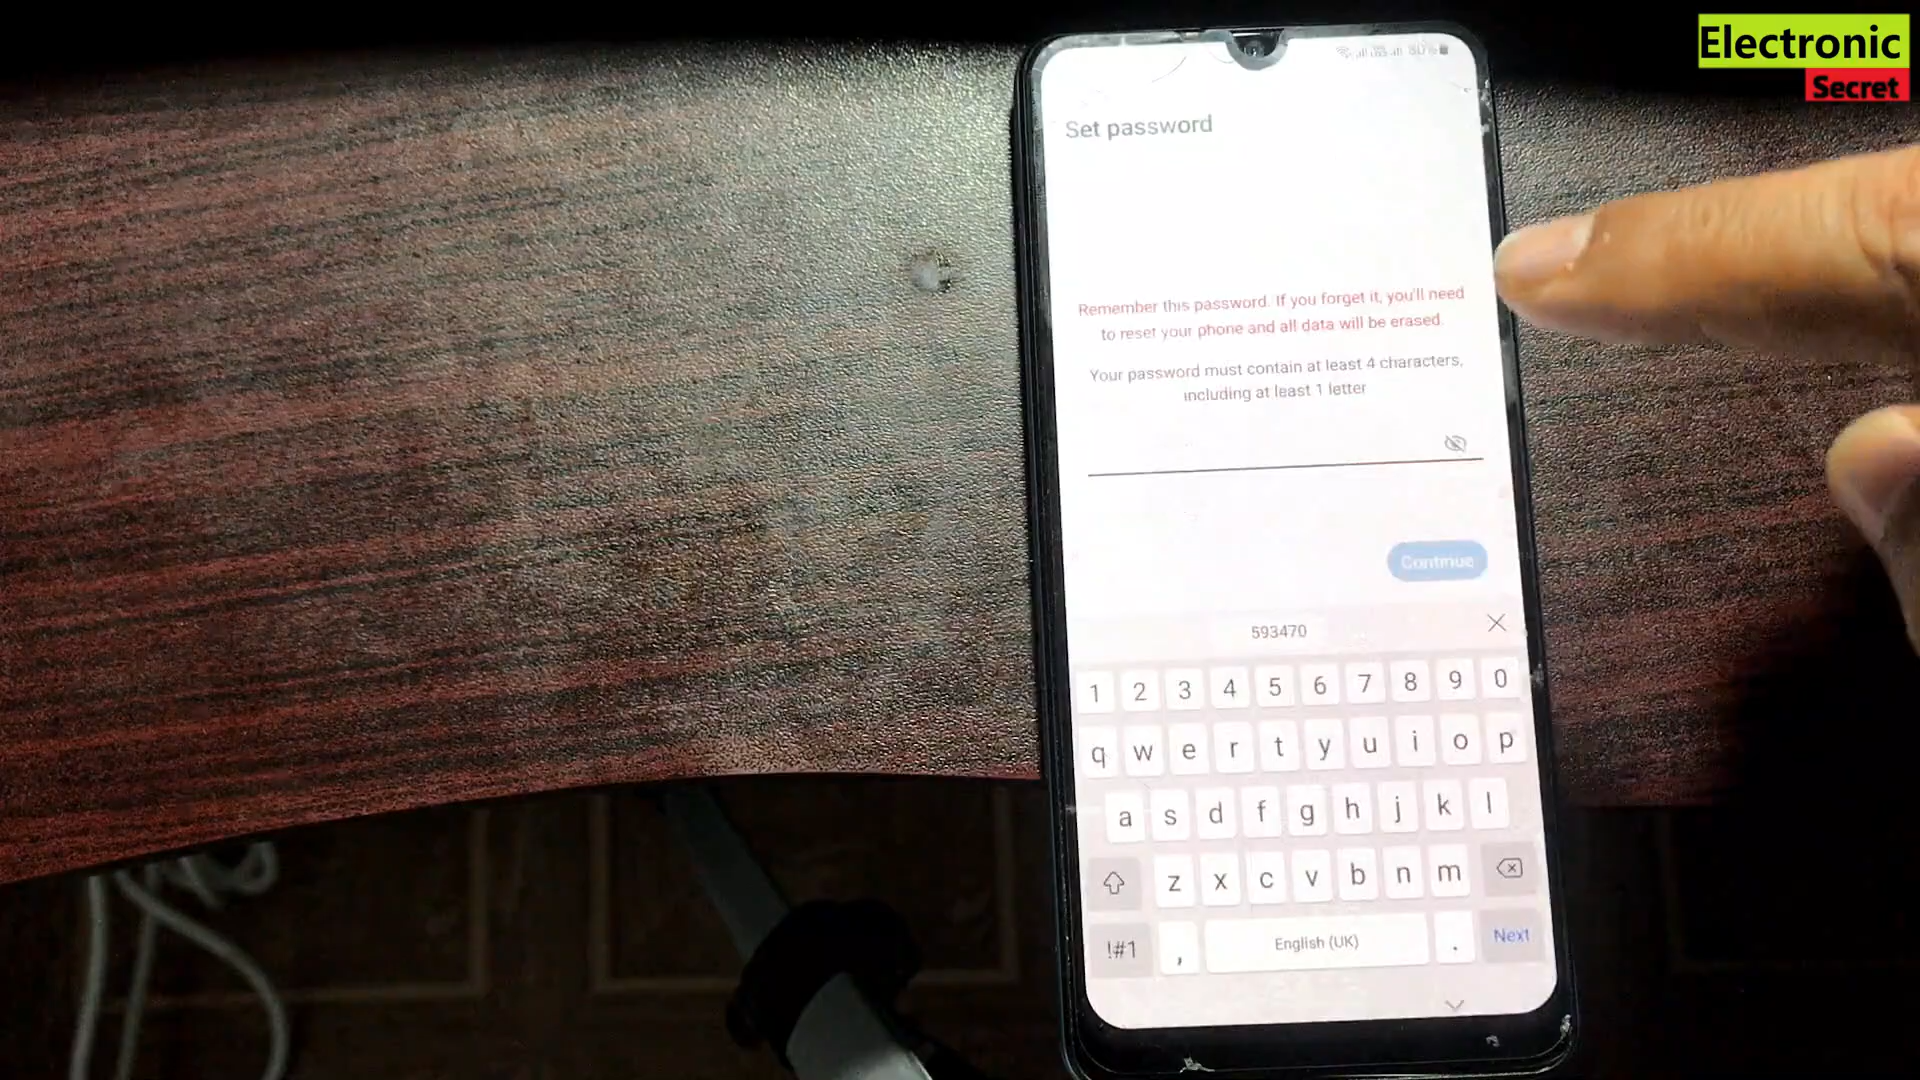 Electronic
Secret
80%
Set password
Remember this password. If you forget it, you'll need
to reset your phone and all data will be erased.
Your password must contain at least 4 characters,
including at least 1 letter
Continue
593470
1 2 3 4 5 6 7 8 9 0
q w e r t y u i o p
a s d f g h j k l
z x c v b n m
!#1 , English (UK) . Next